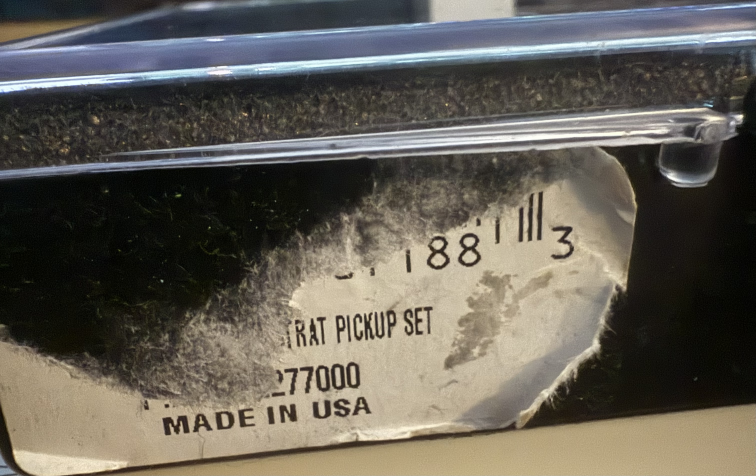 188 3
TRAT PICKUP SET
277000
MADE IN USA